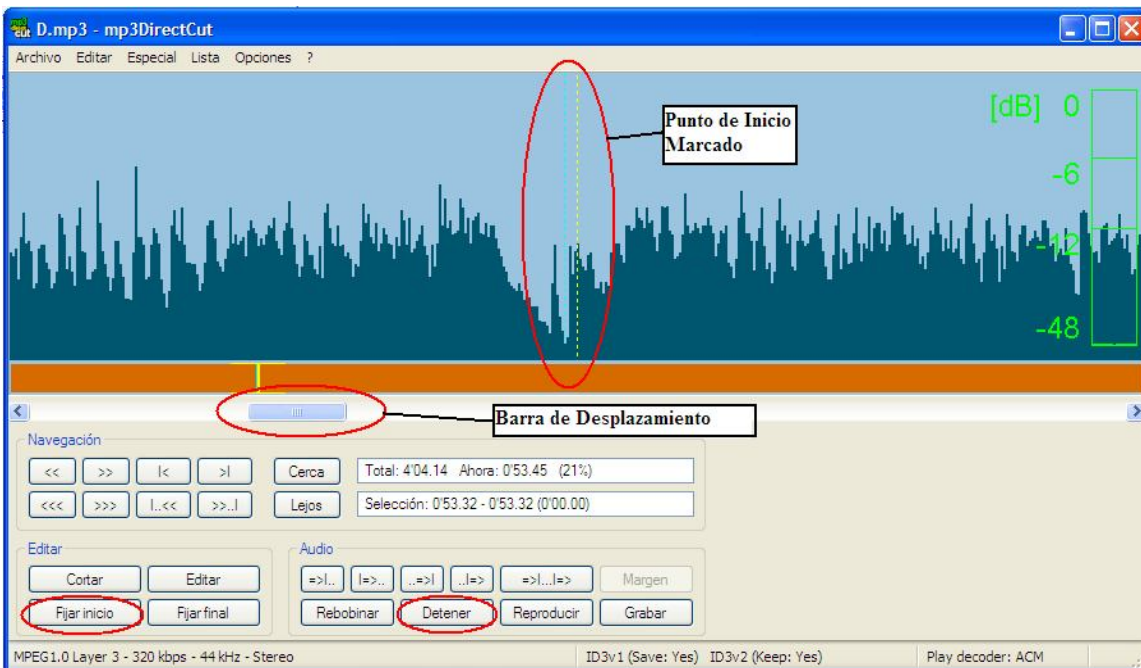 D.mp3 - mp3DirectCut
Archivo Editar Especial Lista Opciones ?
[dB] 0
-6
-12
-48
Punto de Inicio
Marcado
Barra de Desplazamiento
Navegación
<< >> |< >| Cerca Total: 4'04.14 Ahora: 0'53.45 (21%)
<<< >>> |..<< >>..| Lejos Selección: 0'53.32 - 0'53.32 (0'00.00)
Editar
Cortar Editar
Fijar inicio Fijar final
Audio
=>|.. |=>.. ..=>| ..|=> =>|...|=> Margen
Rebobinar Detener Reproducir Grabar
MPEG1.0 Layer 3 - 320 kbps - 44 kHz - Stereo ID3v1 (Save: Yes) ID3v2 (Keep: Yes) Play decoder: ACM